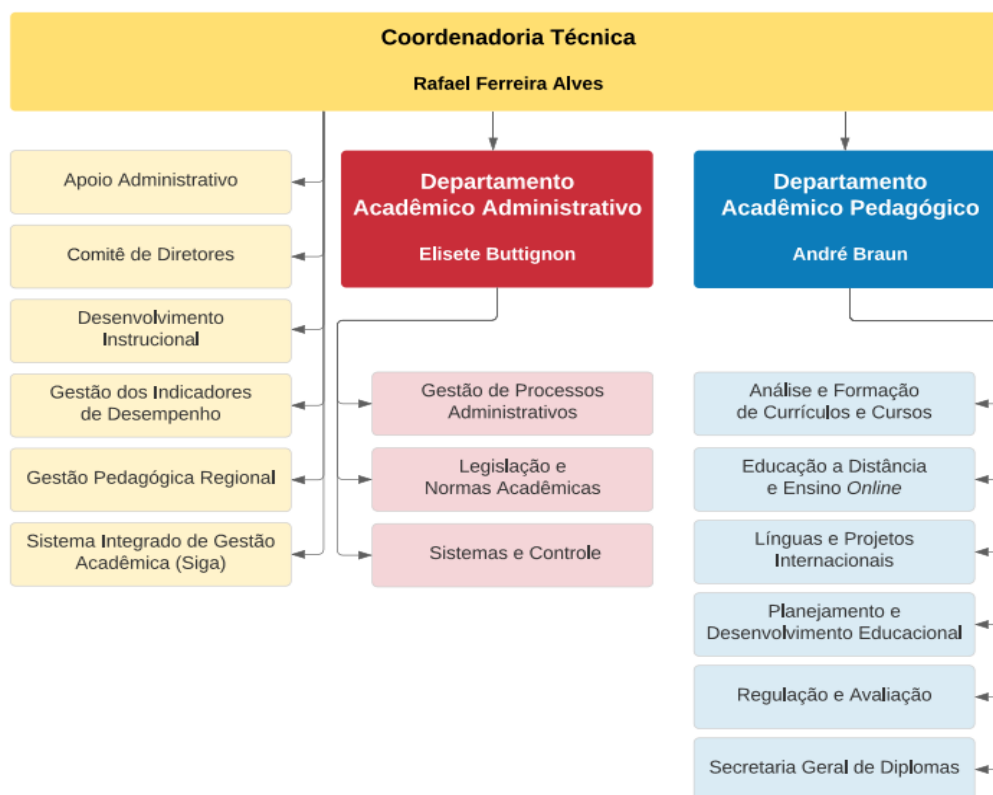 Coordenadoria Técnica
Rafael Ferreira Alves
Apoio Administrativo
Comitê de Diretores
Desenvolvimento
Instrucional
Gestão dos Indicadores
de Desempenho
Gestão Pedagógica Regional
Sistema Integrado de Gestão
Acadêmica (Siga)
Departamento
Acadêmico Administrativo
Elisete Buttignon
Gestão de Processos
Administrativos
Legislação e
Normas Acadêmicas
Sistemas e Controle
Departamento
Acadêmico Pedagógico
André Braun
Análise e Formação
de Currículos e Cursos
Educação a Distância
e Ensino Online
Línguas e Projetos
Internacionais
Planejamento e
Desenvolvimento Educacional
Regulação e Avaliação
Secretaria Geral de Diplomas